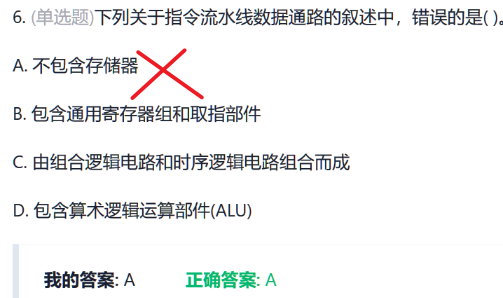 6. (单选题)下列关于指令流水线数据通路的叙述中，错误的是( )。
A. 不包含存储器
B. 包含通用寄存器组和取指部件
C. 由组合逻辑电路和时序逻辑电路组合而成
D. 包含算术逻辑运算部件(ALU)
我的答案: A 正确答案: A